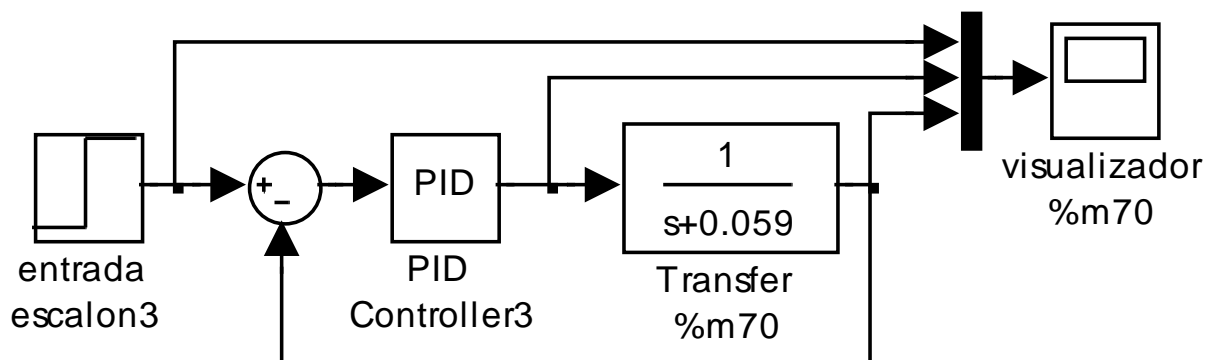 entrada
escalon3
+
−
PID
PID
Controller3
1
s+0.059
Transfer
%m70
visualizador
%m70